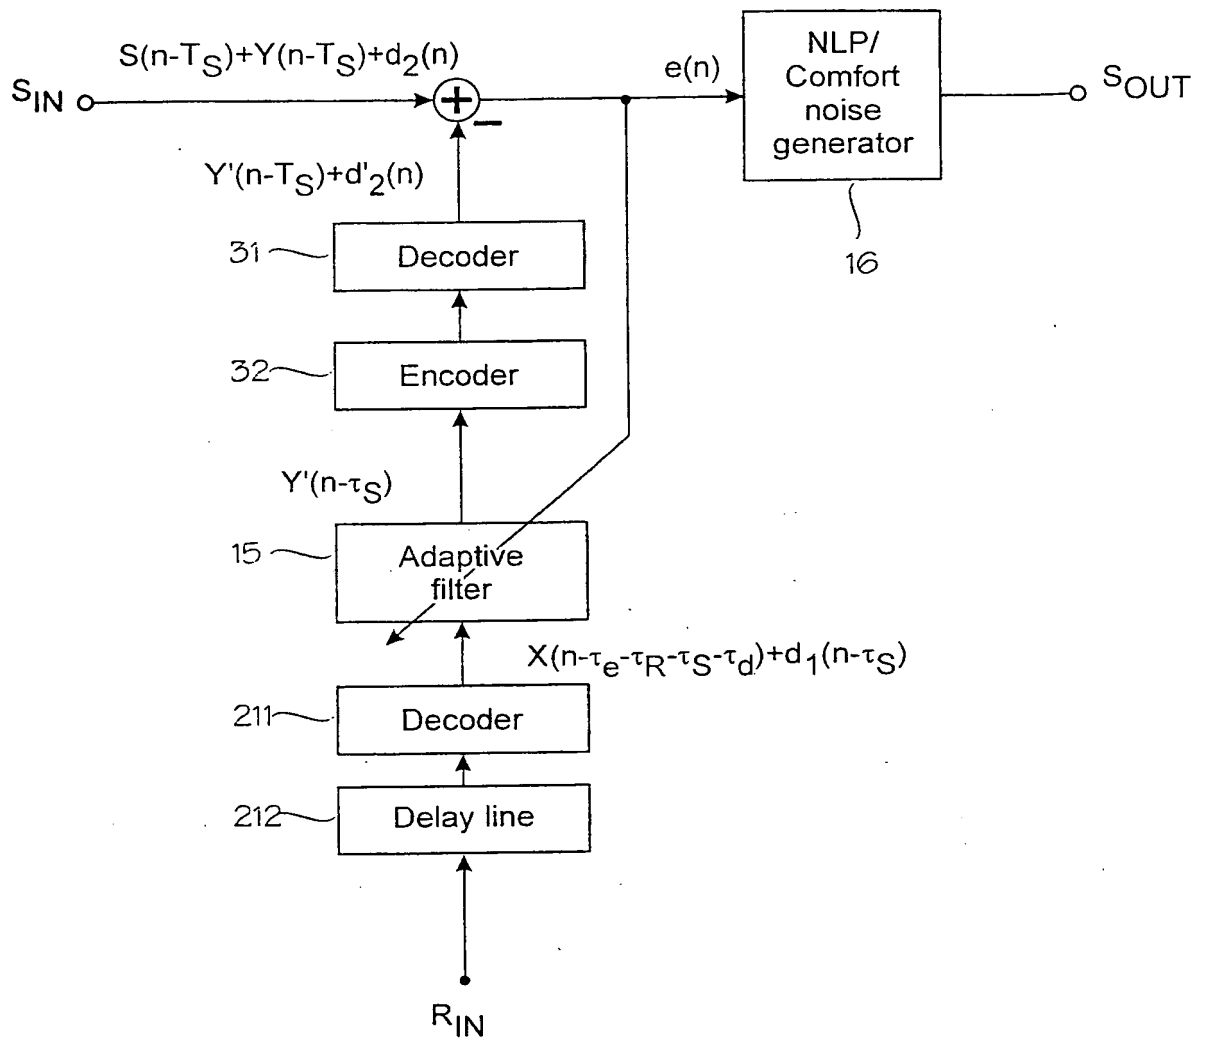 S(n-TS)+Y(n-TS)+d2(n)
SIN
+
−
e(n)
NLP/
Comfort
noise
generator
SOUT
16
Y'(n-TS)+d'2(n)
31
Decoder
32
Encoder
Y'(n-τS)
15
Adaptive
filter
X(n-τe-τR-τS-τd)+d1(n-τS)
211
Decoder
212
Delay line
RIN